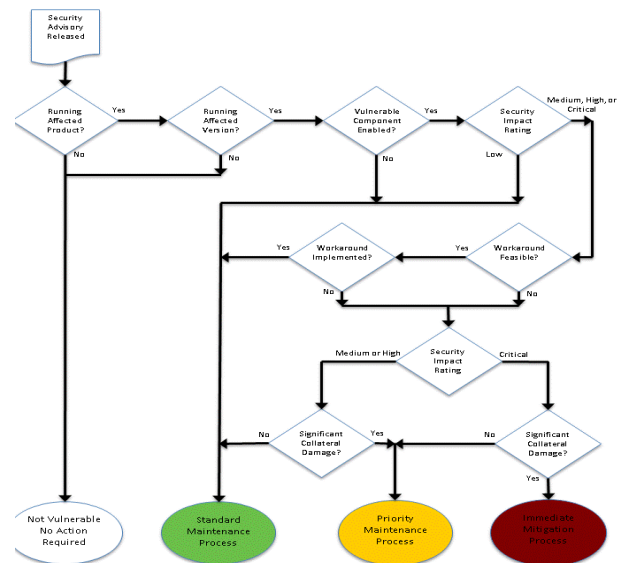 Security
Advisory
Released
Running
Affected
Product?
Yes
Running
Affected
Version?
Yes
Vulnerable
Component
Enabled?
Yes
Security
Impact
Rating
Medium, High, or
Critical
No
No
No
Low
Workaround
Implemented?
Yes
Workaround
Feasible?
Yes
No
No
Security
Impact
Rating
Medium or High
Critical
Significant
Collateral
Damage?
No
Yes
Significant
Collateral
Damage?
No
Yes
Not Vulnerable
No Action
Required
Standard
Maintenance
Process
Priority
Maintenance
Process
Immediate
Mitigation
Process